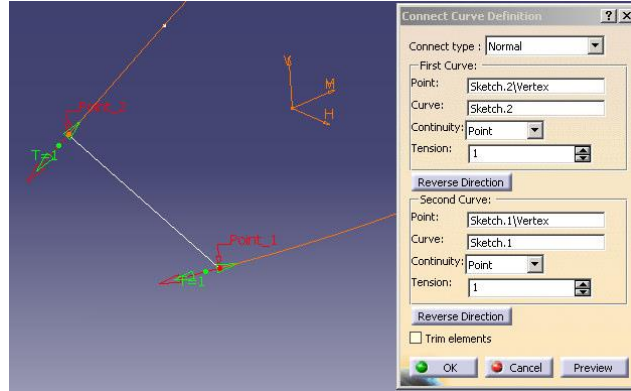 Point_2
T=1
V
M
H
Point_1
T=1
Connect Curve Definition
Connect type : Normal
First Curve:
Point: Sketch.2\Vertex
Curve: Sketch.2
Continuity: Point
Tension: 1
Reverse Direction
Second Curve:
Point: Sketch.1\Vertex
Curve: Sketch.1
Continuity: Point
Tension: 1
Reverse Direction
Trim elements
OK Cancel Preview